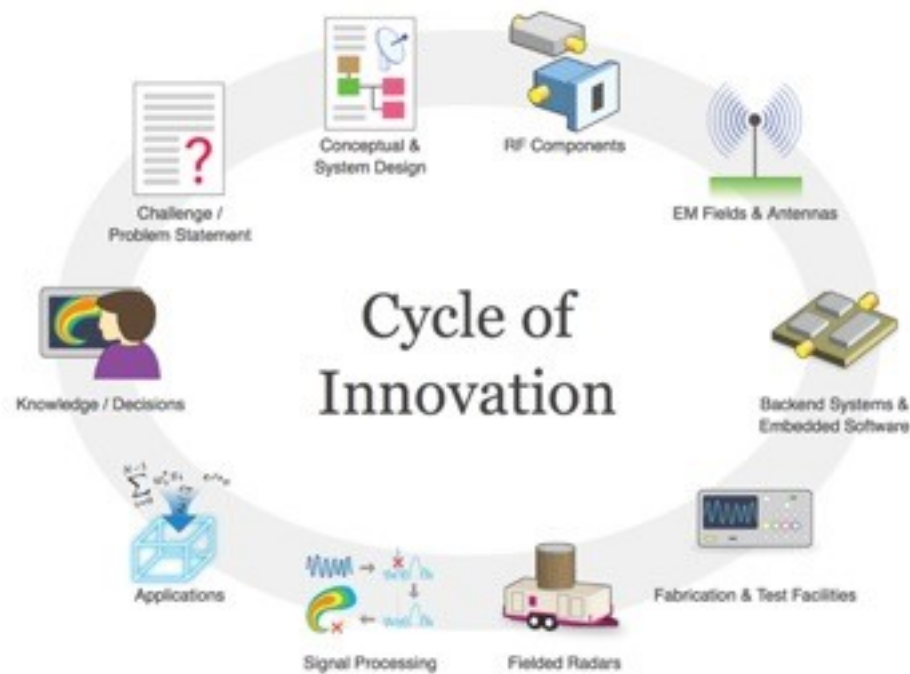 Conceptual &
System Design
RF Components
EM Fields & Antennas
Backend Systems &
Embedded Software
Fabrication & Test Facilities
Fielded Radars
Signal Processing
Applications
Knowledge / Decisions
Challenge /
Problem Statement
?
Cycle of
Innovation